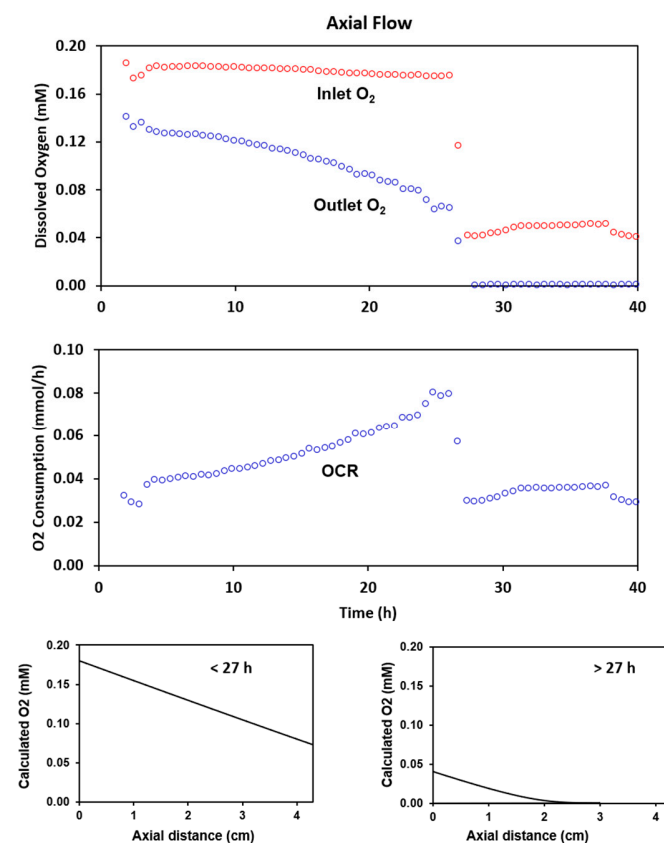 Axial Flow
Dissolved Oxygen (mM)
0.20
0.16
0.12
0.08
0.04
0.00
Inlet O₂
Outlet O₂
0 10 20 30 40
O2 Consumption (mmol/h)
0.10
0.08
0.06
0.04
0.02
0.00
OCR
0 10 20 30 40
Time (h)
Calculated O2 (mM)
0.20
0.15
0.10
0.05
0.00
< 27 h
0 1 2 3 4
Axial distance (cm)
Calculated O2 (mM)
0.20
0.15
0.10
0.05
0.00
> 27 h
0 1 2 3 4
Axial distance (cm)